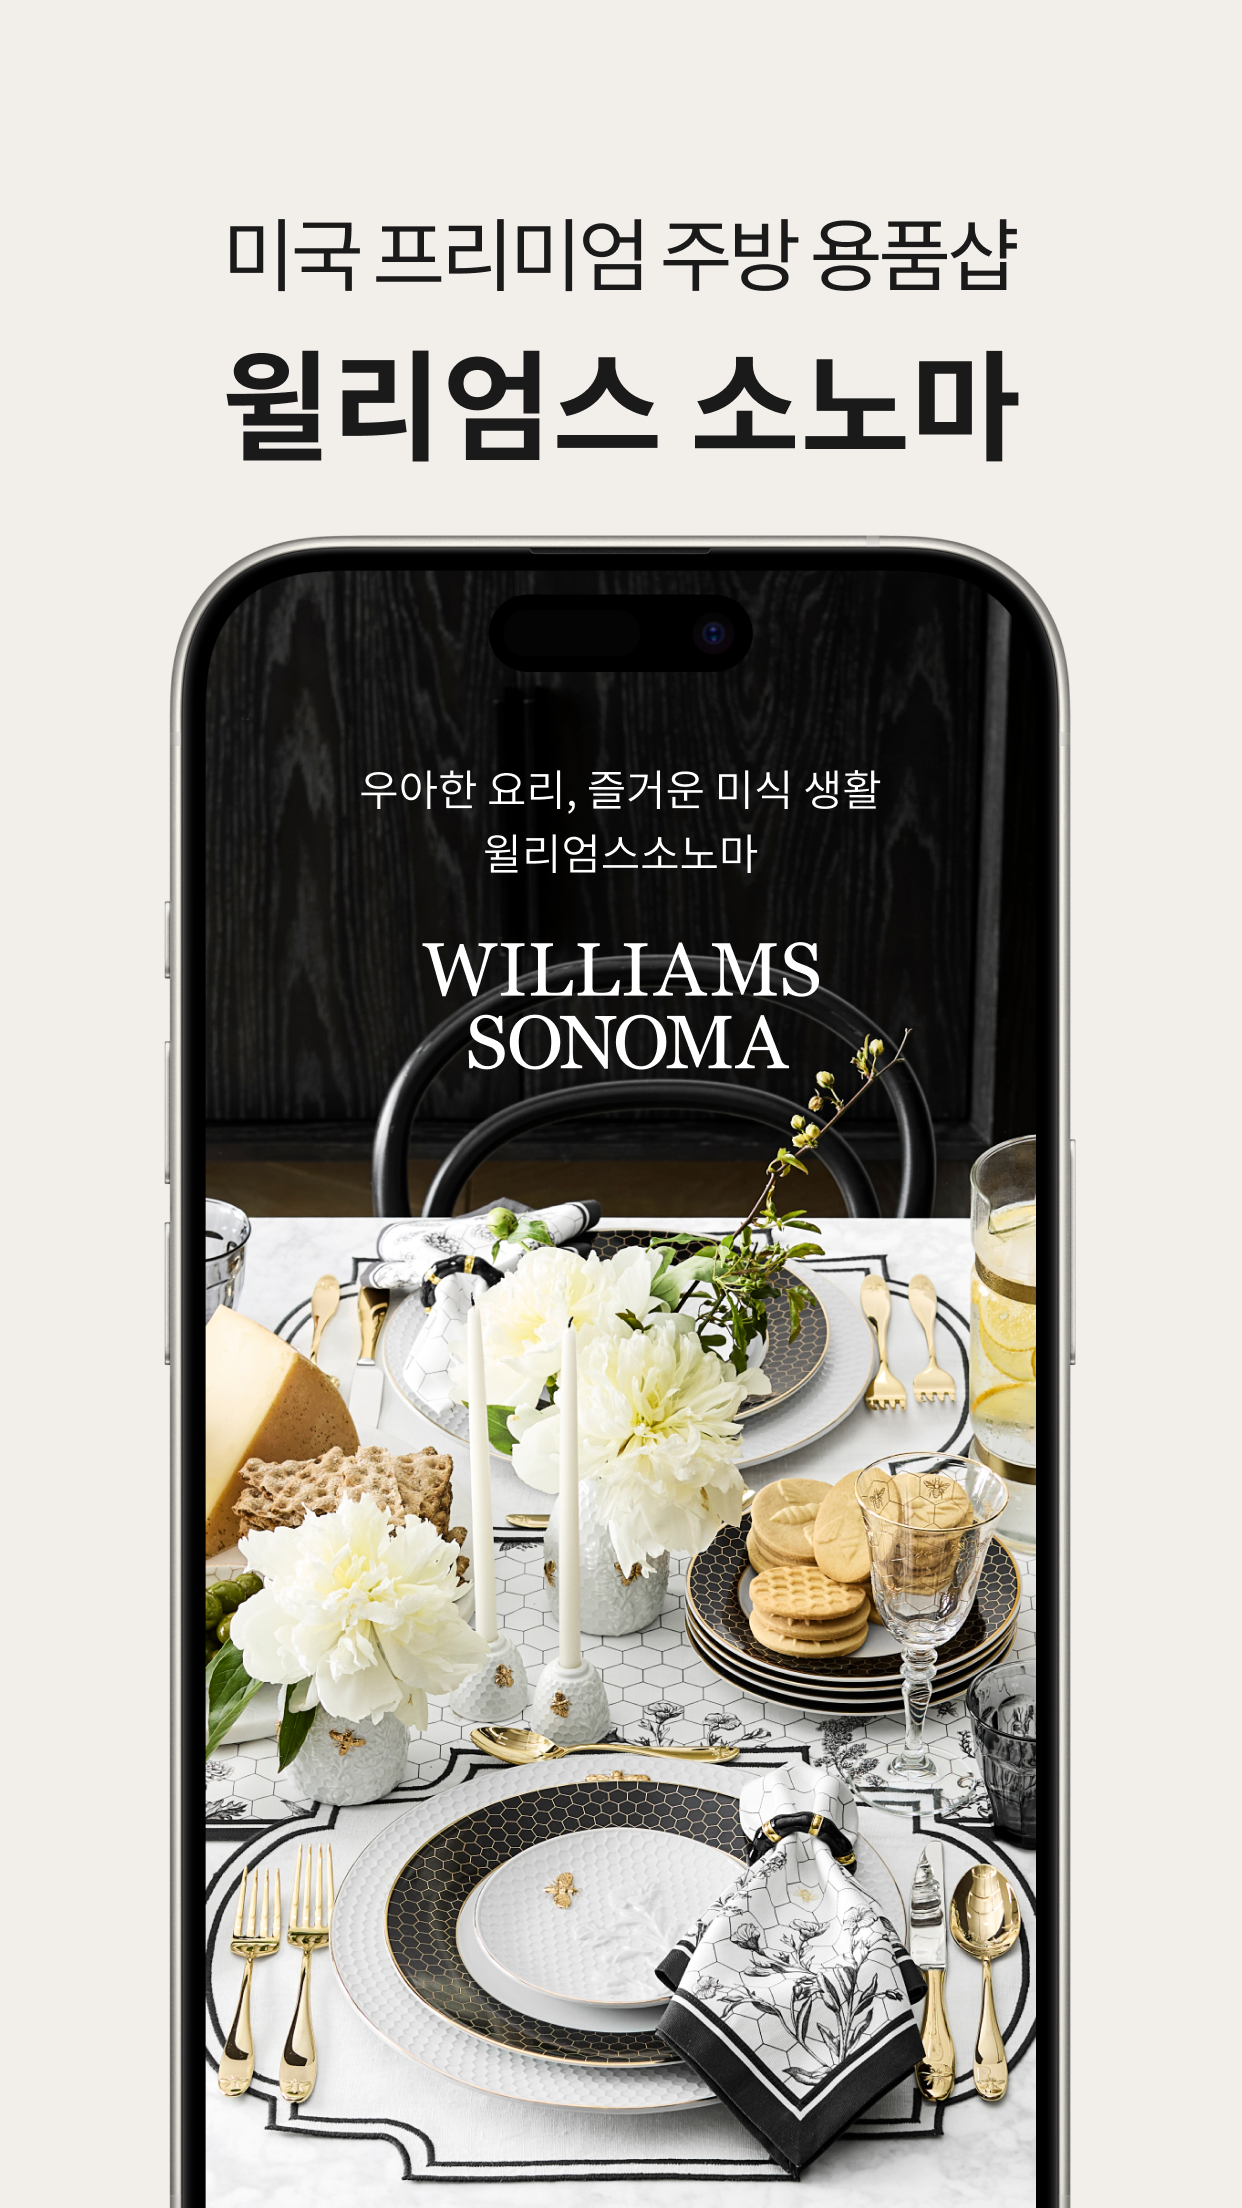 미국 프리미엄 주방 용품샵
윌리엄스 소노마
우아한 요리, 즐거운 미식 생활
윌리엄스소노마
WILLIAMS
SONOMA